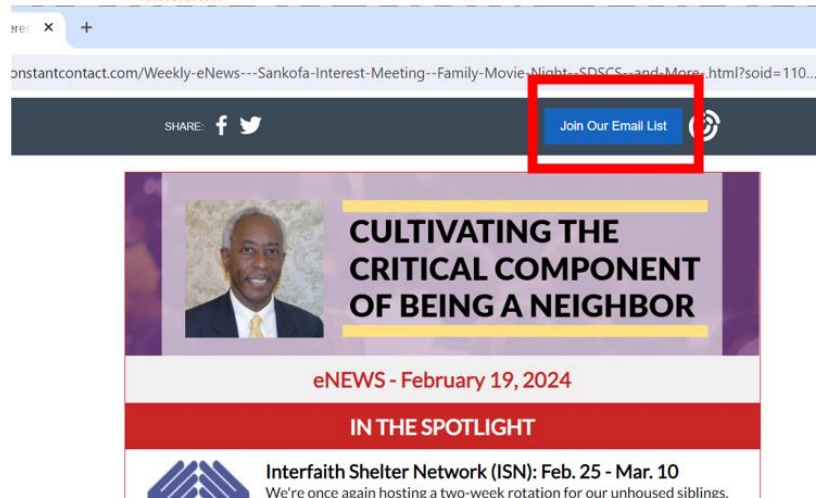 onstantcontact.com/Weekly-eNews---Sankofa-Interest-Meeting--Family-Movie-Night--SDSCS--and-More-.html?soid=110...
SHARE:
Join Our Email List
CULTIVATING THE
CRITICAL COMPONENT
OF BEING A NEIGHBOR
eNEWS - February 19, 2024
IN THE SPOTLIGHT
Interfaith Shelter Network (ISN): Feb. 25 - Mar. 10
We're once again hosting a two-week rotation for our unhoused siblings.